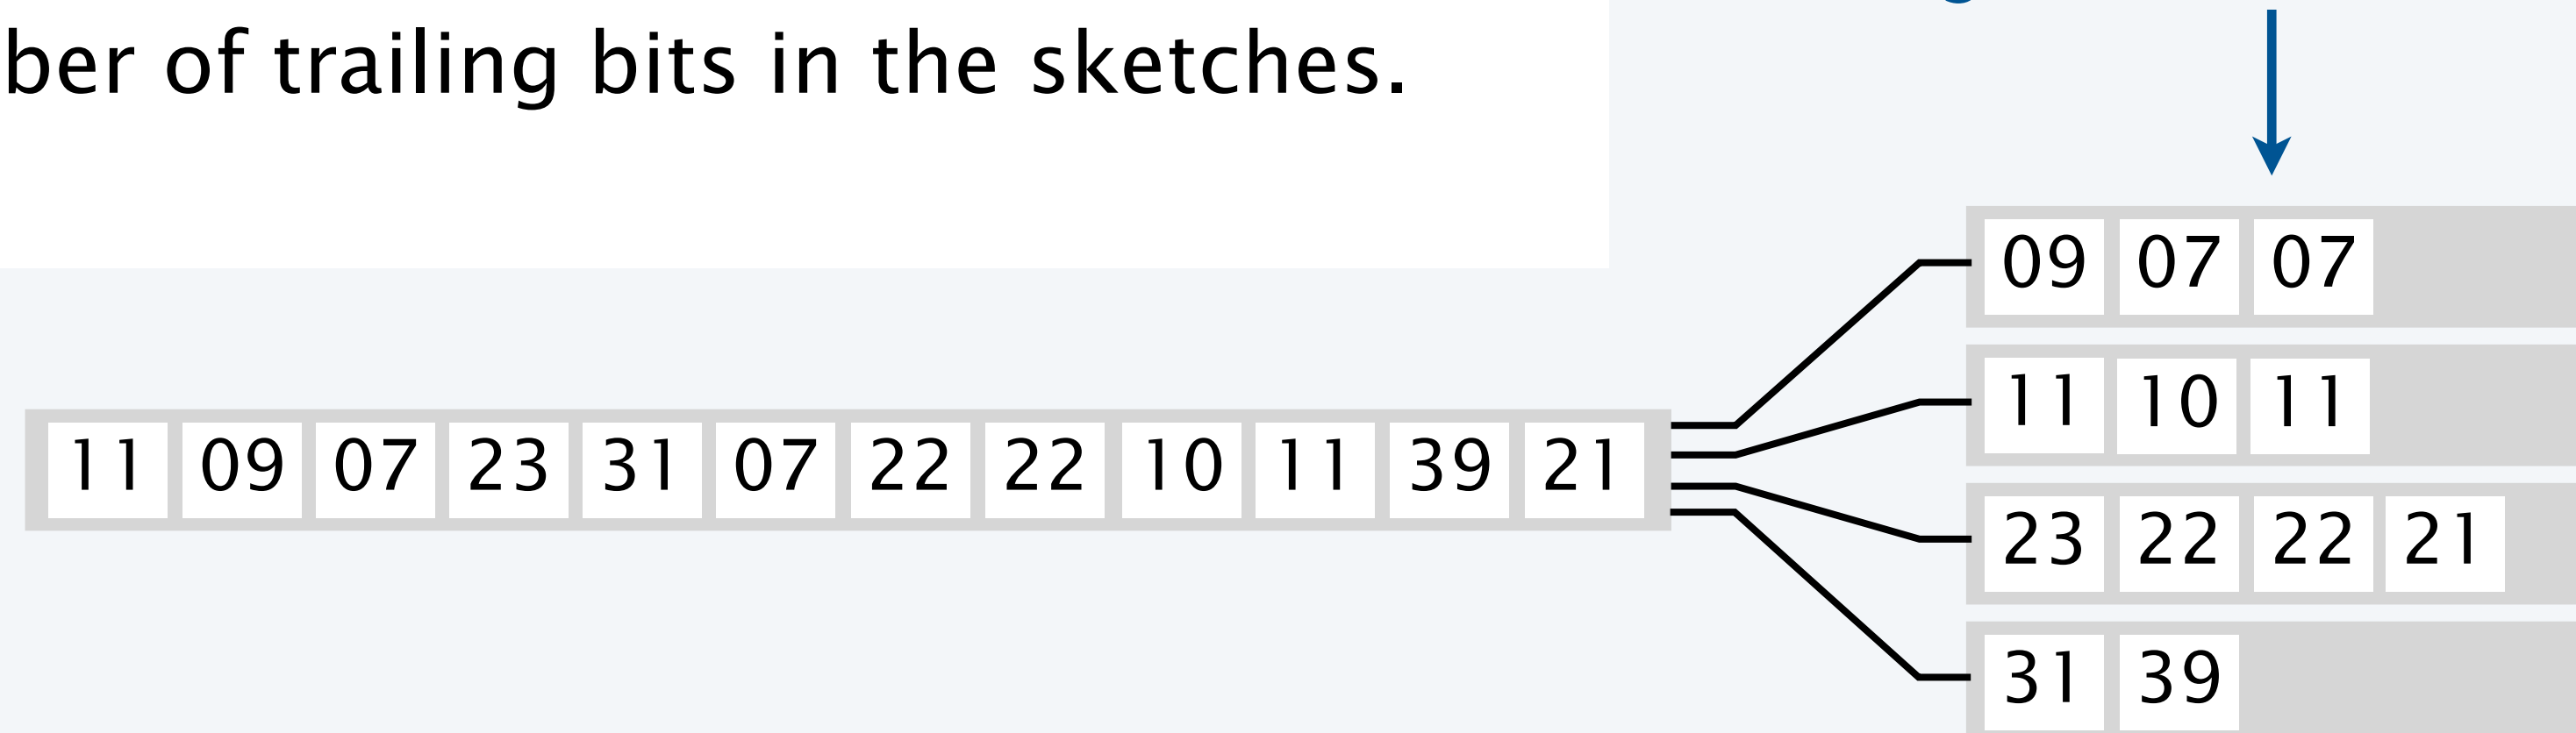 ber of trailing bits in the sketches.
09 07 07
11 10 11
11 09 07 23 31 07 22 22 10 11 39 21
23 22 22 21
31 39